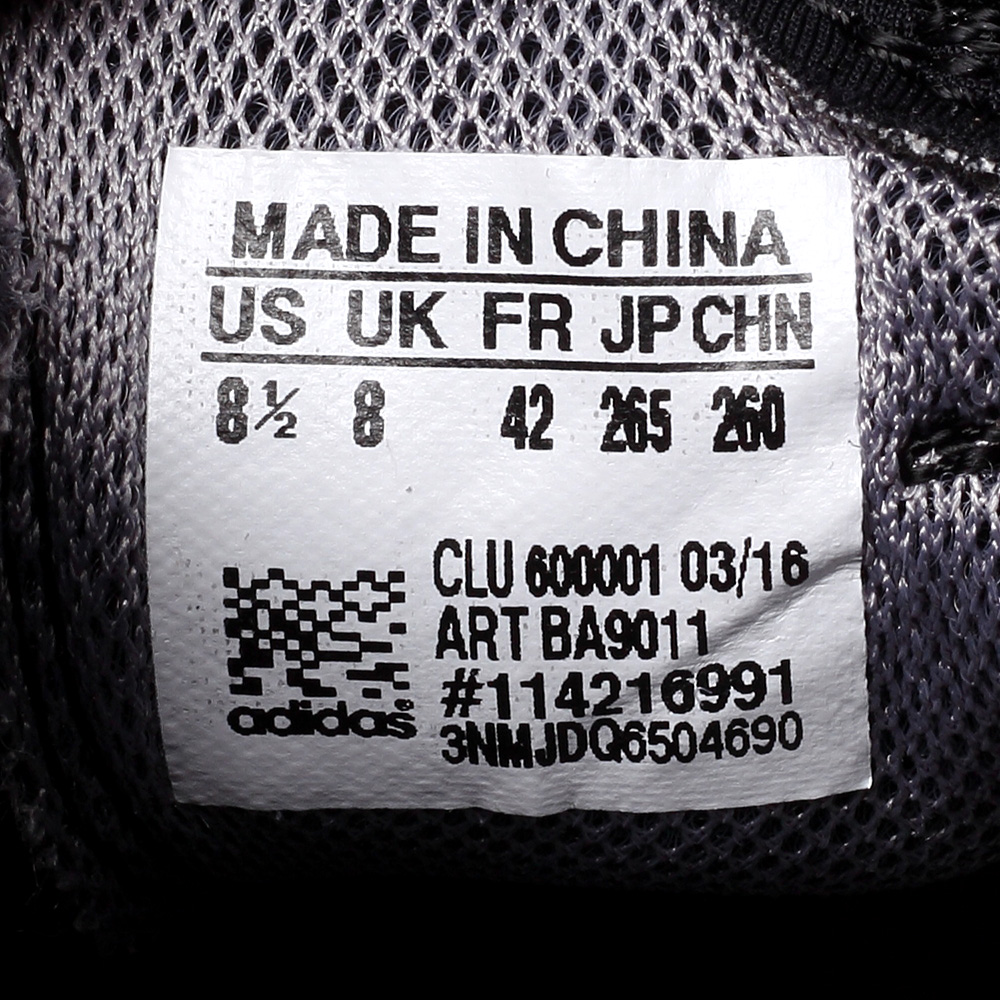 MADE IN CHINA
US UK FR JP CHN
8½ 8 42 265 260
CLU 600001 03/16
ART BA9011
#114216991
3NMJDQ6504690
adidas®